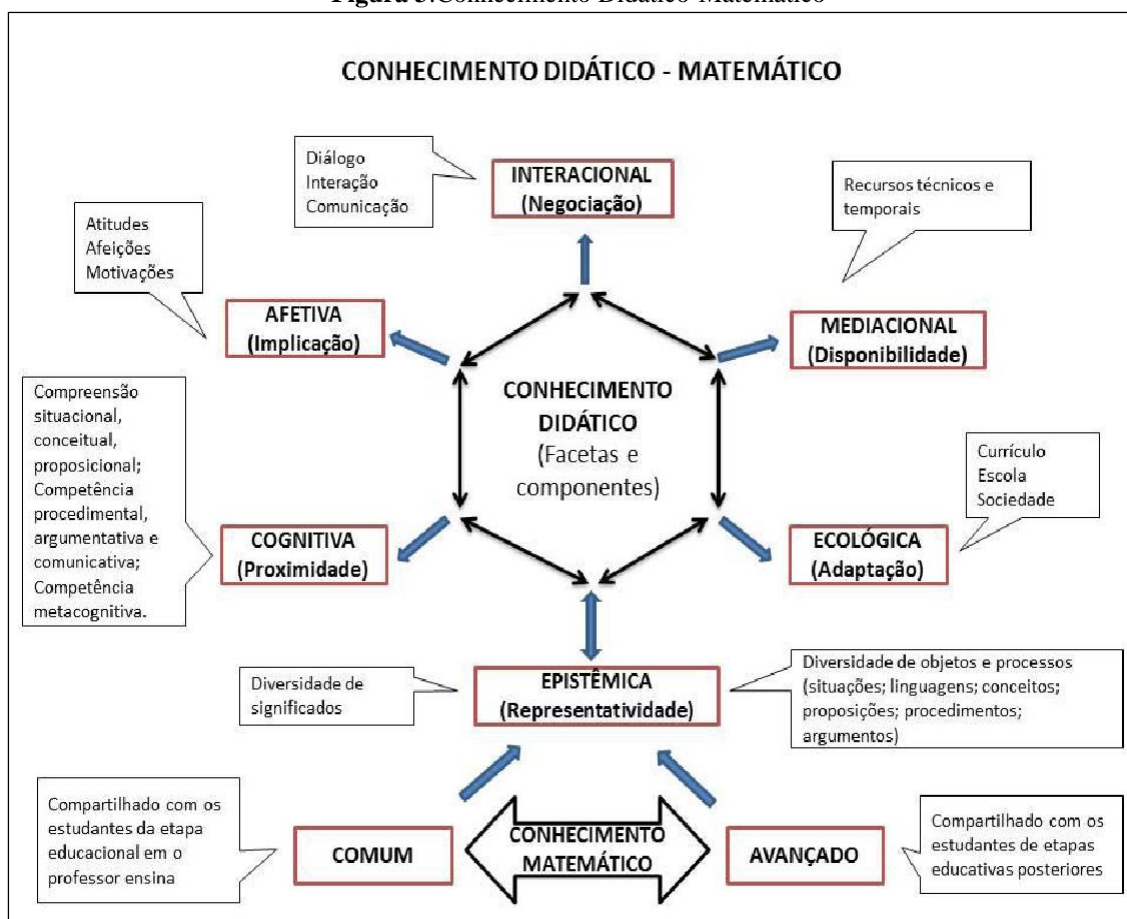 Figura 3:Conhecimento Didático-Matemático
CONHECIMENTO DIDÁTICO - MATEMÁTICO
Diálogo
Interação
Comunicação
INTERACIONAL
(Negociação)
Recursos técnicos e
temporais
Atitudes
Afeições
Motivações
AFETIVA
(Implicação)
MEDIACIONAL
(Disponibilidade)
CONHECIMENTO
DIDÁTICO
(Facetas e
componentes)
Compreensão
situacional,
conceitual,
proposicional;
Competência
procedimental,
argumentativa e
comunicativa;
Competência
metacognitiva.
Currículo
Escola
Sociedade
COGNITIVA
(Proximidade)
ECOLÓGICA
(Adaptação)
Diversidade de
significados
EPISTÊMICA
(Representatividade)
Diversidade de objetos e processos
(situações; linguagens; conceitos;
proposições; procedimentos;
argumentos)
Compartilhado com os
estudantes da etapa
educacional em o
professor ensina
COMUM
CONHECIMENTO
MATEMÁTICO
AVANÇADO
Compartilhado com os
estudantes de etapas
educativas posteriores